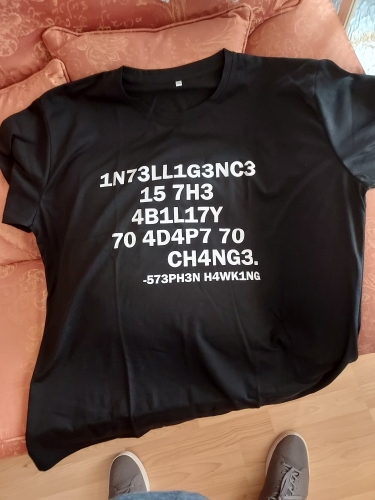 1N73LL1G3NC3
15 7H3
4B1L17Y
70 4D4P7 70
CH4NG3.
-573PH3N H4WK1NG